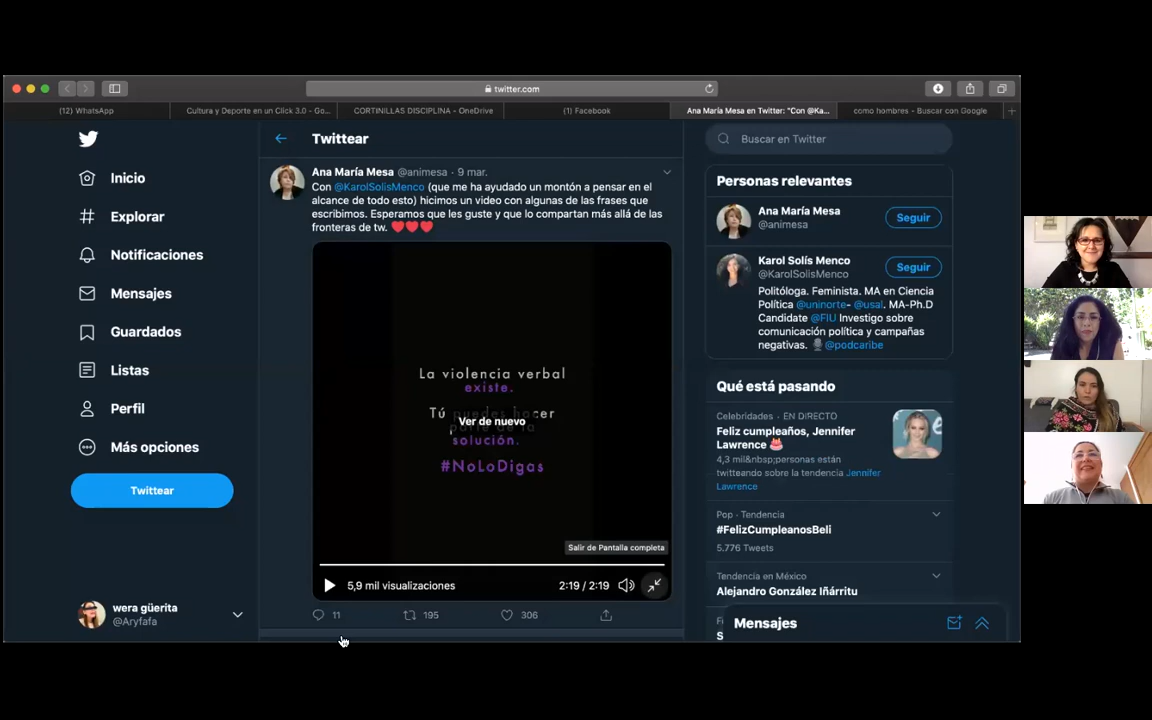 twitter.com
(12) WhatsApp
Cultura y Deporte en un Click 3.0 - Go...
CORTINILLAS DISCIPLINA - OneDrive
(1) Facebook
Ana María Mesa en Twitter: "Con @Ka...
como hombres - Buscar con Google
Inicio
Explorar
Notificaciones
Mensajes
Guardados
Listas
Perfil
Más opciones
Twittear
wera güerita
@Aryfafa
Twittear
Ana María Mesa @animesa · 9 mar.
Con @KarolSolisMenco (que me ha ayudado un montón a pensar en el
alcance de todo esto) hicimos un video con algunas de las frases que
escribimos. Esperamos que les guste y que lo compartan más allá de las
fronteras de tw. ❤️❤️❤️
La violencia verbal
existe.
Tú puedes hacer
parte de la
solución.
#NoLoDigas
Ver de nuevo
Salir de Pantalla completa
5,9 mil visualizaciones
2:19 / 2:19
11
195
306
Buscar en Twitter
Personas relevantes
Ana María Mesa
@animesa
Seguir
Karol Solís Menco
@KarolSolisMenco
Seguir
Politóloga. Feminista. MA en Ciencia
Política @uninorte- @usal. MA-Ph.D
Candidate @FIU Investigo sobre
comunicación política y campañas
negativas. 🎙️@podcaribe
Qué está pasando
Celebridades · EN DIRECTO
Feliz cumpleaños, Jennifer
Lawrence 🎂
4,3 mil&nbsp;personas están
twitteando sobre la tendencia Jennifer
Lawrence
Pop · Tendencia
#FelizCumpleanosBeli
5.776 Tweets
Tendencia en México
Alejandro González Iñárritu
Mensajes